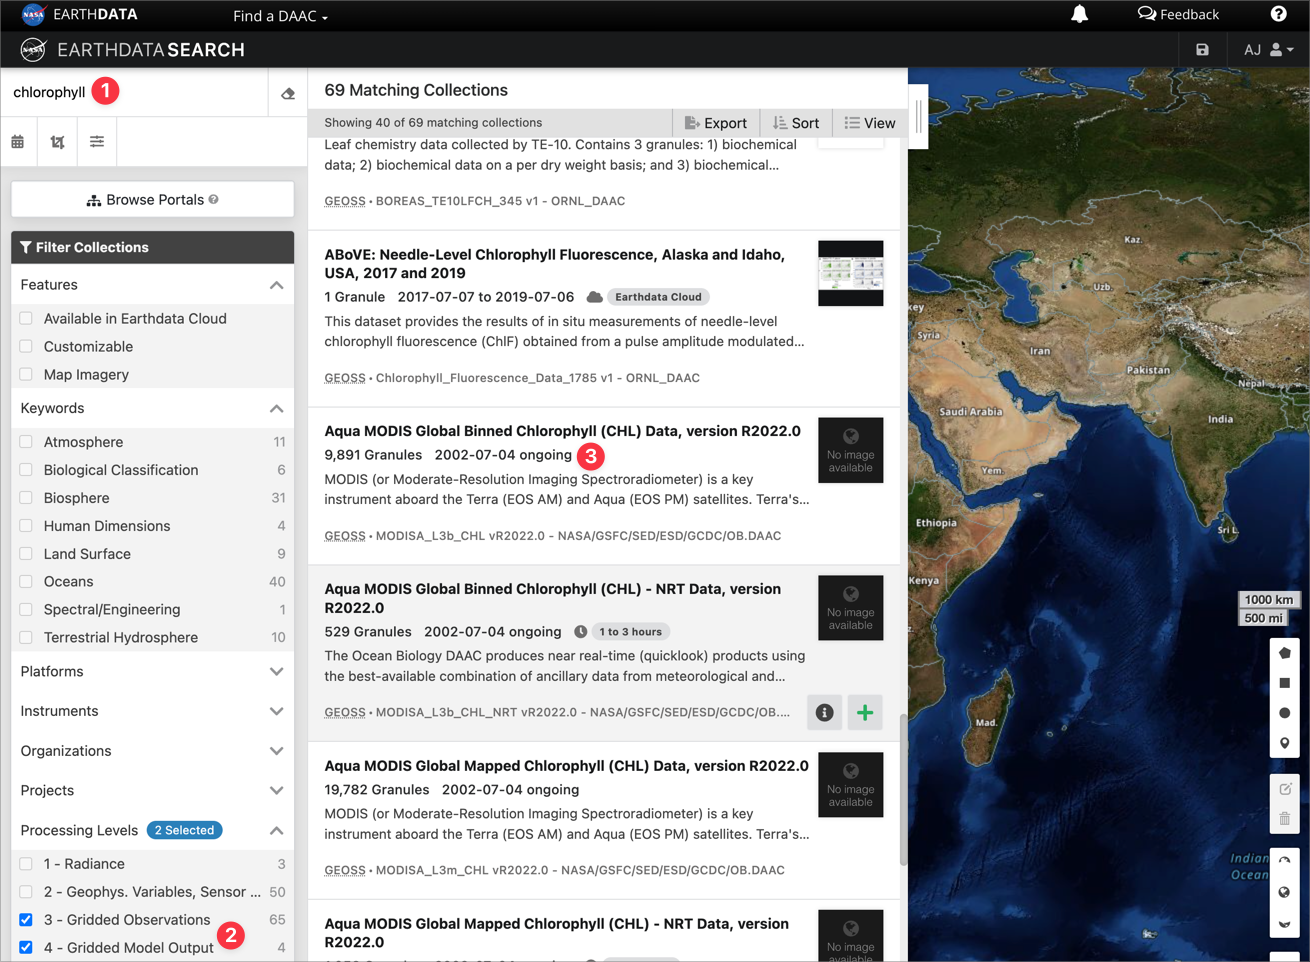 NASA EARTHDATA
Find a DAAC
Feedback
?
NASA EARTHDATA SEARCH
AJ
chlorophyll 1
Browse Portals ?
Filter Collections
Features
Available in Earthdata Cloud
Customizable
Map Imagery
Keywords
Atmosphere 11
Biological Classification 6
Biosphere 31
Human Dimensions 4
Land Surface 9
Oceans 40
Spectral/Engineering 1
Terrestrial Hydrosphere 10
Platforms
Instruments
Organizations
Projects
Processing Levels 2 Selected
1 - Radiance 3
2 - Geophys. Variables, Sensor ... 50
3 - Gridded Observations 65
4 - Gridded Model Output 4
2
69 Matching Collections
Showing 40 of 69 matching collections
Export Sort View
Leaf chemistry data collected by TE-10. Contains 3 granules: 1) biochemical
data; 2) biochemical data on a per dry weight basis; and 3) biochemical...
GEOSS • BOREAS_TE10LFCH_345 v1 - ORNL_DAAC
ABoVE: Needle-Level Chlorophyll Fluorescence, Alaska and Idaho,
USA, 2017 and 2019
1 Granule 2017-07-07 to 2019-07-06 Earthdata Cloud
This dataset provides the results of in situ measurements of needle-level
chlorophyll fluorescence (ChlF) obtained from a pulse amplitude modulated...
GEOSS • Chlorophyll_Fluorescence_Data_1785 v1 - ORNL_DAAC
Aqua MODIS Global Binned Chlorophyll (CHL) Data, version R2022.0
9,891 Granules 2002-07-04 ongoing 3
MODIS (or Moderate-Resolution Imaging Spectroradiometer) is a key
instrument aboard the Terra (EOS AM) and Aqua (EOS PM) satellites. Terra's...
GEOSS • MODISA_L3b_CHL vR2022.0 - NASA/GSFC/SED/ESD/GCDC/OB.DAAC
No image
available
Aqua MODIS Global Binned Chlorophyll (CHL) - NRT Data, version
R2022.0
529 Granules 2002-07-04 ongoing 1 to 3 hours
The Ocean Biology DAAC produces near real-time (quicklook) products using
the best-available combination of ancillary data from meteorological and...
GEOSS • MODISA_L3b_CHL_NRT vR2022.0 - NASA/GSFC/SED/ESD/GCDC/OB....
No image
available
Aqua MODIS Global Mapped Chlorophyll (CHL) Data, version R2022.0
19,782 Granules 2002-07-04 ongoing
MODIS (or Moderate-Resolution Imaging Spectroradiometer) is a key
instrument aboard the Terra (EOS AM) and Aqua (EOS PM) satellites. Terra's...
GEOSS • MODISA_L3m_CHL vR2022.0 - NASA/GSFC/SED/ESD/GCDC/OB.DAAC
No image
available
Aqua MODIS Global Mapped Chlorophyll (CHL) - NRT Data, version
R2022.0
No image
available
Kaz.
Uzb.
key
Syria
Iran
Pakistan
Nepal
Saudi Arabia
India
Yem.
Ethiopia
Sri L
Kenya
1000 km
500 mi
Mad.
Indian
Ocean